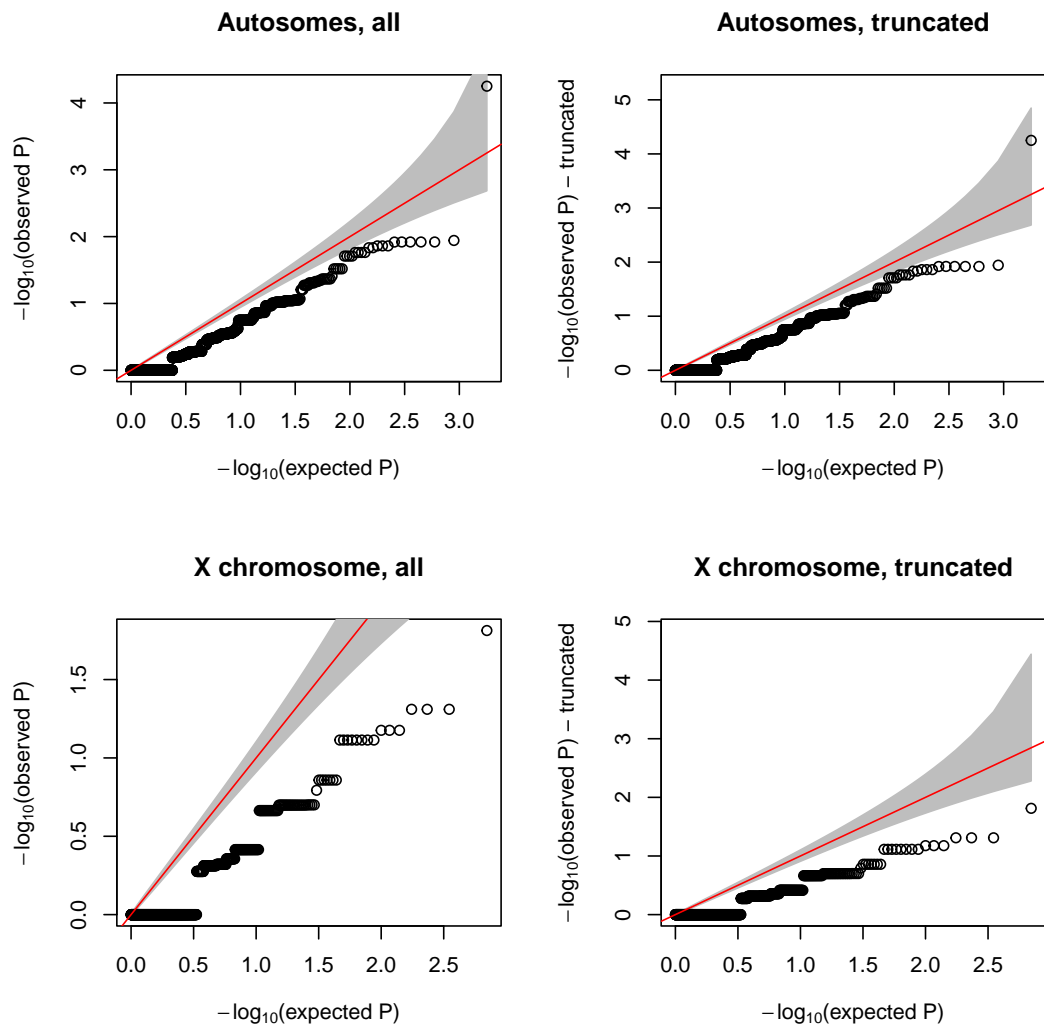 Autosomes, all
−log10(observed P)
0 1 2 3 4
0.0 0.5 1.0 1.5 2.0 2.5 3.0
−log10(expected P)
Autosomes, truncated
−log10(observed P) − truncated
0 1 2 3 4 5
0.0 0.5 1.0 1.5 2.0 2.5 3.0
−log10(expected P)
X chromosome, all
−log10(observed P)
0.0 0.5 1.0 1.5
0.0 0.5 1.0 1.5 2.0 2.5
−log10(expected P)
X chromosome, truncated
−log10(observed P) − truncated
0 1 2 3 4 5
0.0 0.5 1.0 1.5 2.0 2.5
−log10(expected P)